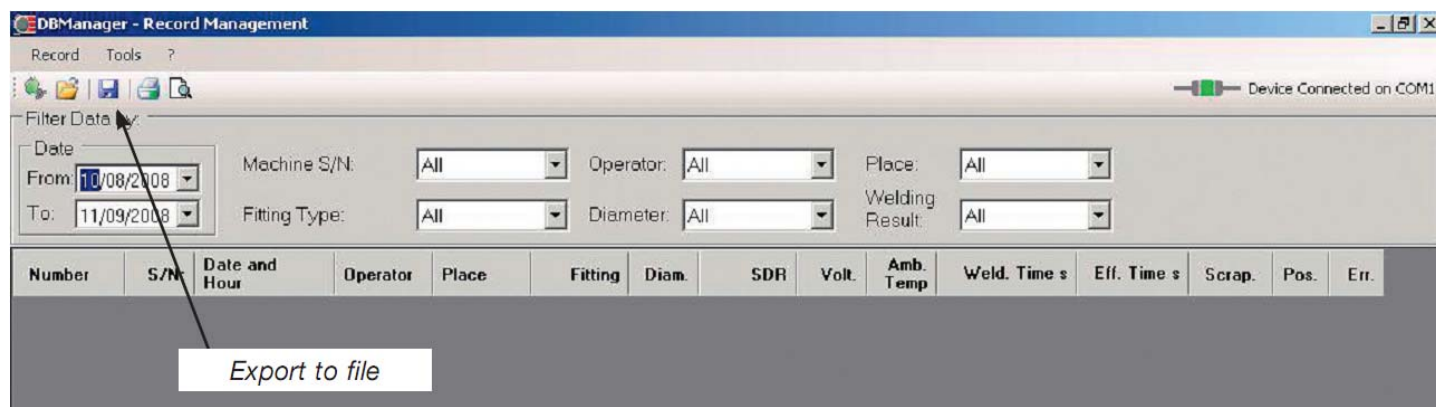 DBManager - Record Management
Record Tools ?
Device Connected on COM1
Filter Data by:
Date
From: 10/08/2008
To: 11/09/2008
Machine S/N: All
Operator: All
Place: All
Fitting Type: All
Diameter: All
Welding Result: All
Number S/N: Date and Hour Operator Place Fitting Diam. SDR Volt. Amb. Temp Weld. Time s Eff. Time s Scrap. Pos. Err.
Export to file